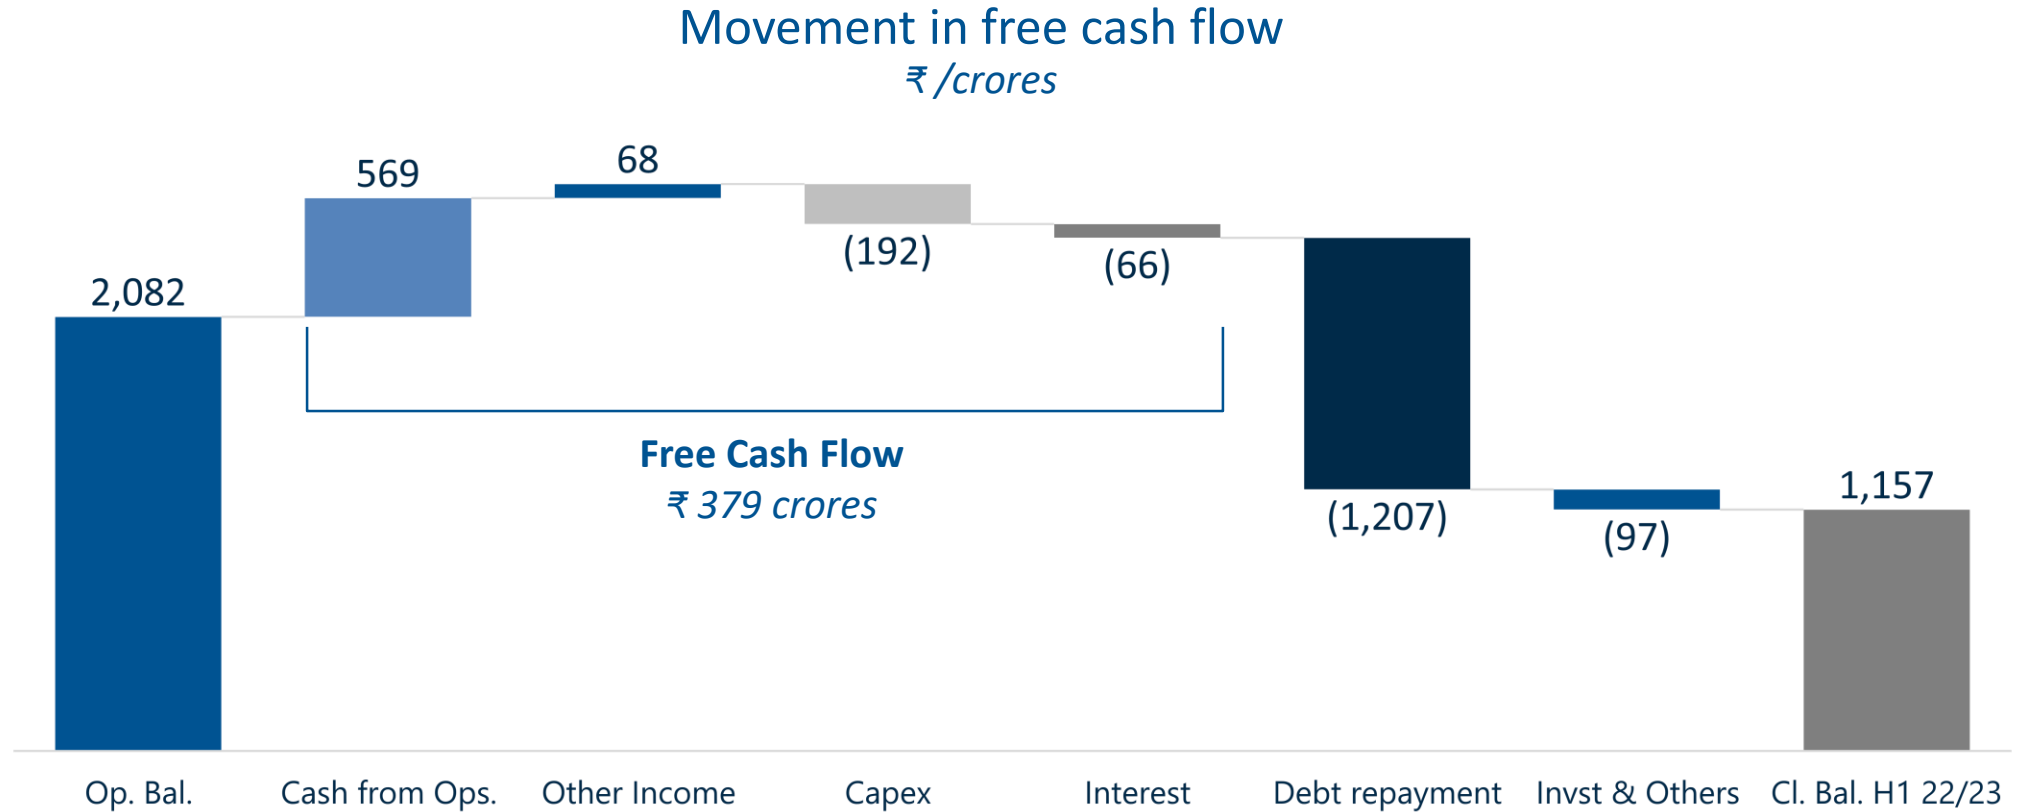 Movement in free cash flow
₹ /crores
569
68
2,082
(192)
(66)
Free Cash Flow
₹ 379 crores
(1,207)
(97)
1,157
Op. Bal.
Cash from Ops.
Other Income
Capex
Interest
Debt repayment
Invst & Others
Cl. Bal. H1 22/23